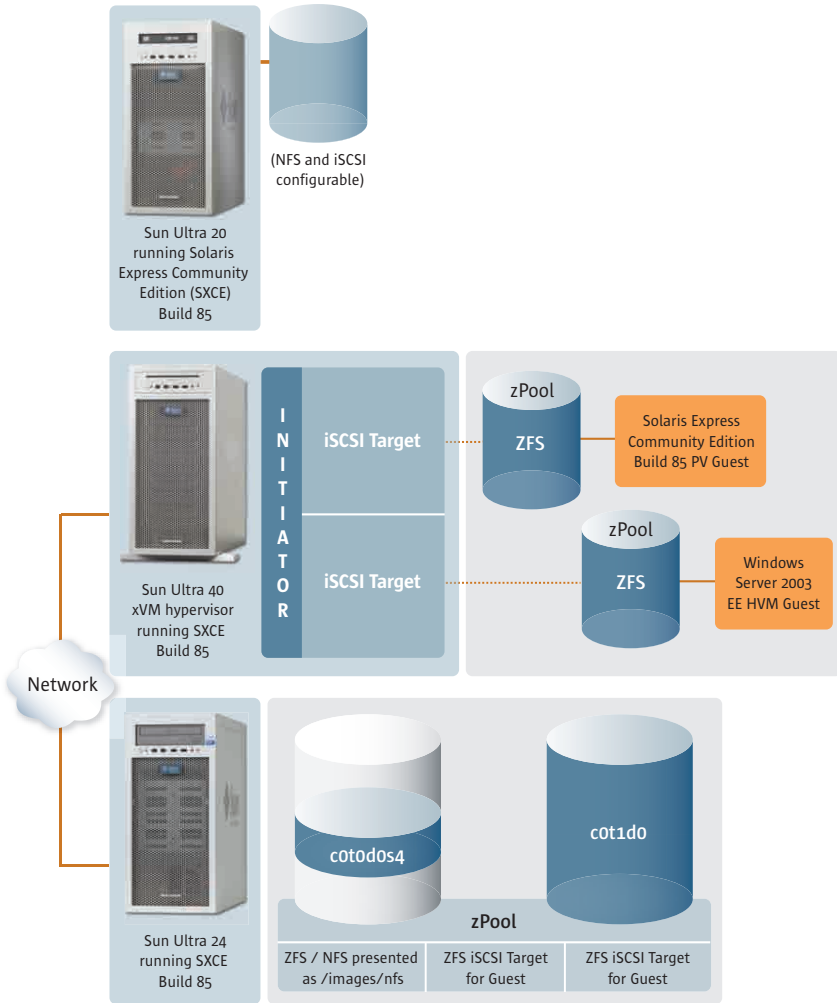 (NFS and iSCSI
configurable)
Sun Ultra 20
running Solaris
Express Community
Edition (SXCE)
Build 85
INITIATOR
iSCSI Target
iSCSI Target
zPool
ZFS
Solaris Express
Community Edition
Build 85 PV Guest
zPool
ZFS
Windows
Server 2003
EE HVM Guest
Sun Ultra 40
xVM hypervisor
running SXCE
Build 85
Network
c0t0d0s4
c0t1d0
zPool
ZFS / NFS presented
as /images/nfs
ZFS iSCSI Target
for Guest
ZFS iSCSI Target
for Guest
Sun Ultra 24
running SXCE
Build 85